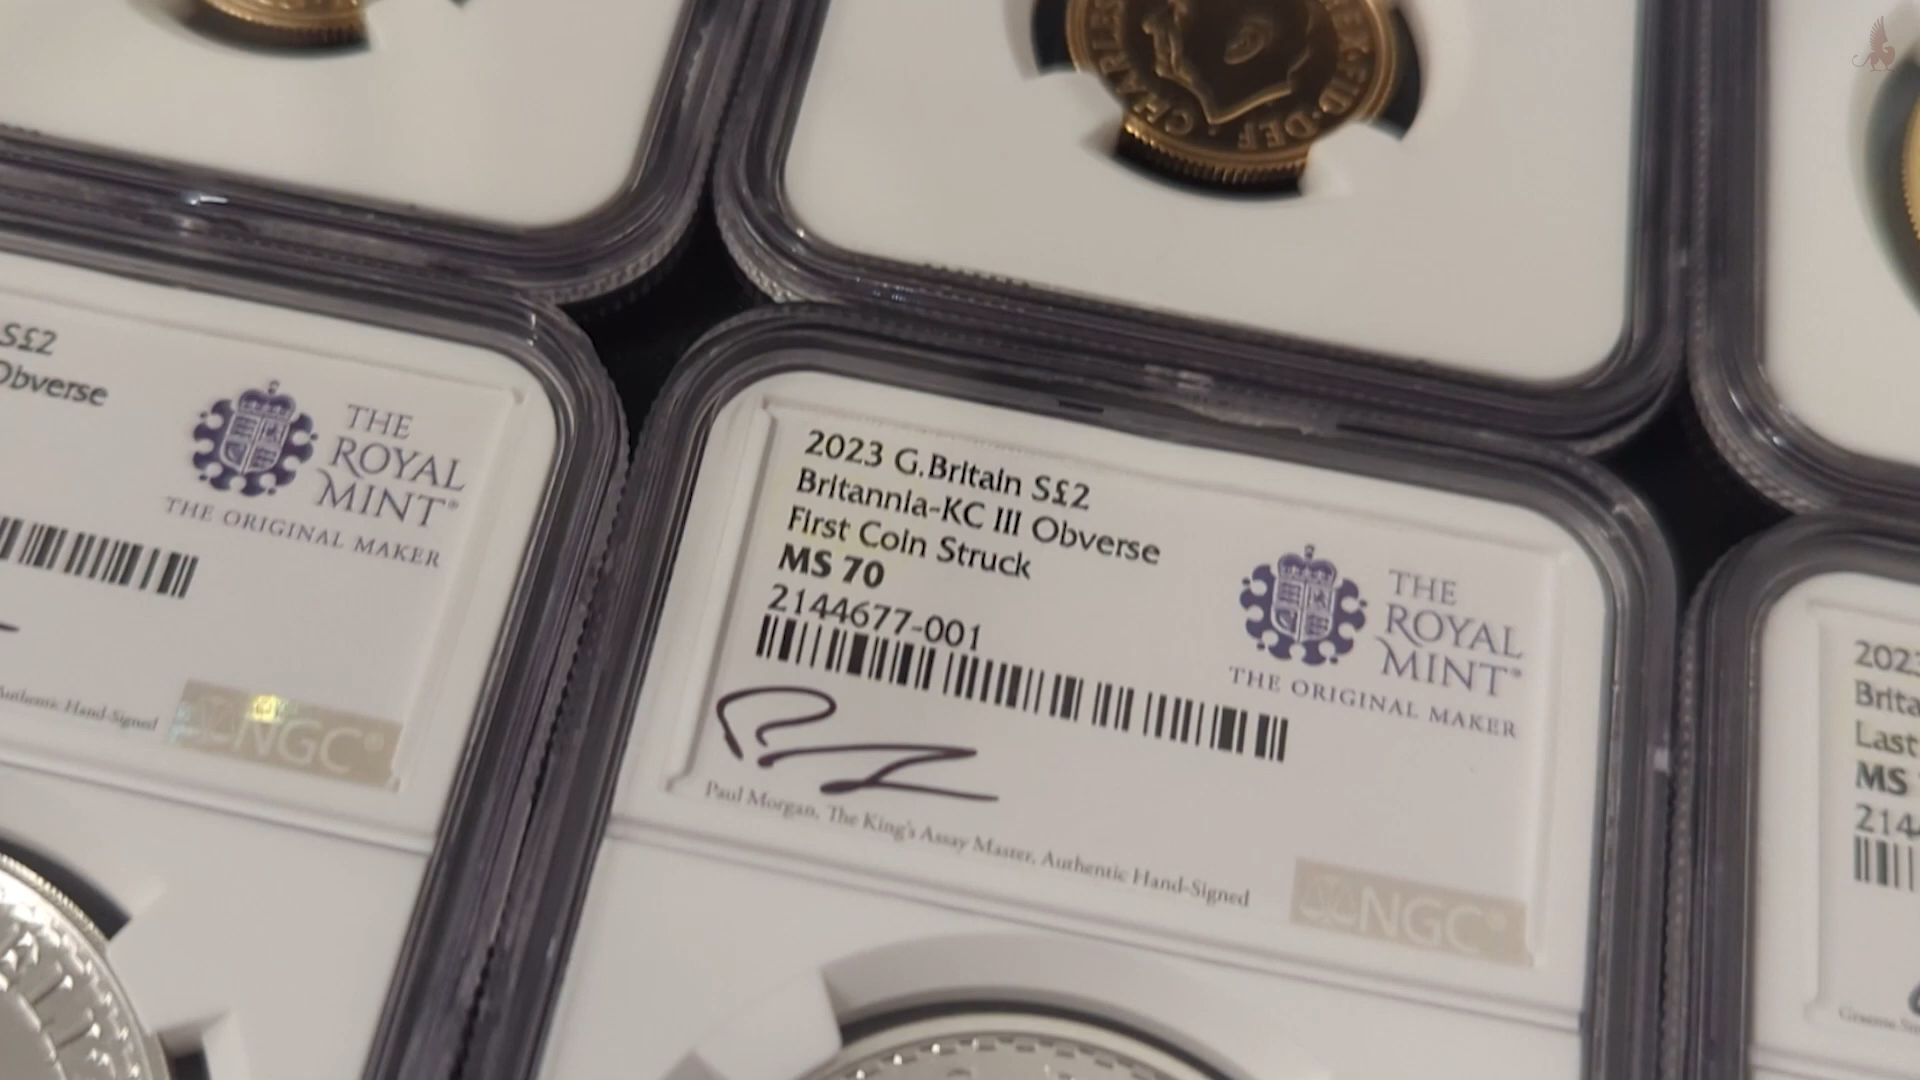 CHARLES
DEF · FID · DEF
S£2
Obverse
THE
ROYAL
MINT®
THE ORIGINAL MAKER
Authentic Hand-Signed
NGC®
2023 G.Britain S£2
Britannia-KC III Obverse
First Coin Struck
MS 70
2144677-001
THE
ROYAL
MINT®
THE ORIGINAL MAKER
Paul Morgan, The King's Assay Master, Authentic Hand-Signed
NGC®
2023
Brita
Last
MS
214